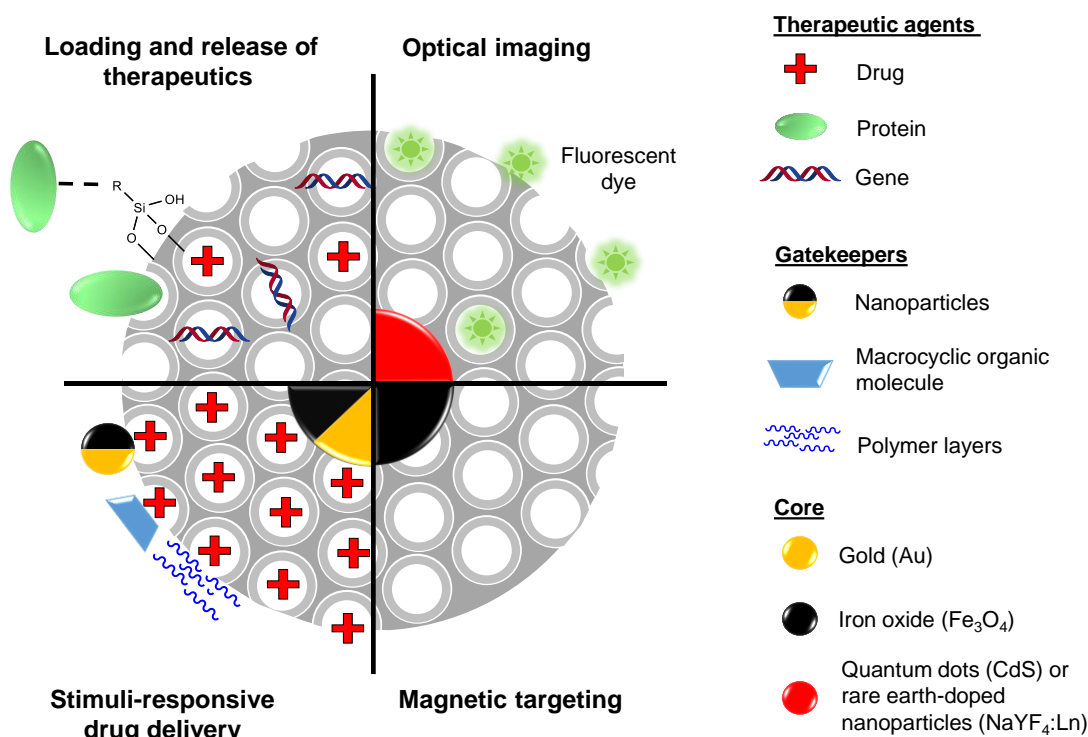 Loading and release of
therapeutics
Optical imaging
Fluorescent
dye
R
Si
OH
O
O
Stimuli-responsive
drug delivery
Magnetic targeting
Therapeutic agents
Drug
Protein
Gene
Gatekeepers
Nanoparticles
Macrocyclic organic
molecule
Polymer layers
Core
Gold (Au)
Iron oxide (Fe₃O₄)
Quantum dots (CdS) or
rare earth-doped
nanoparticles (NaYF₄:Ln)